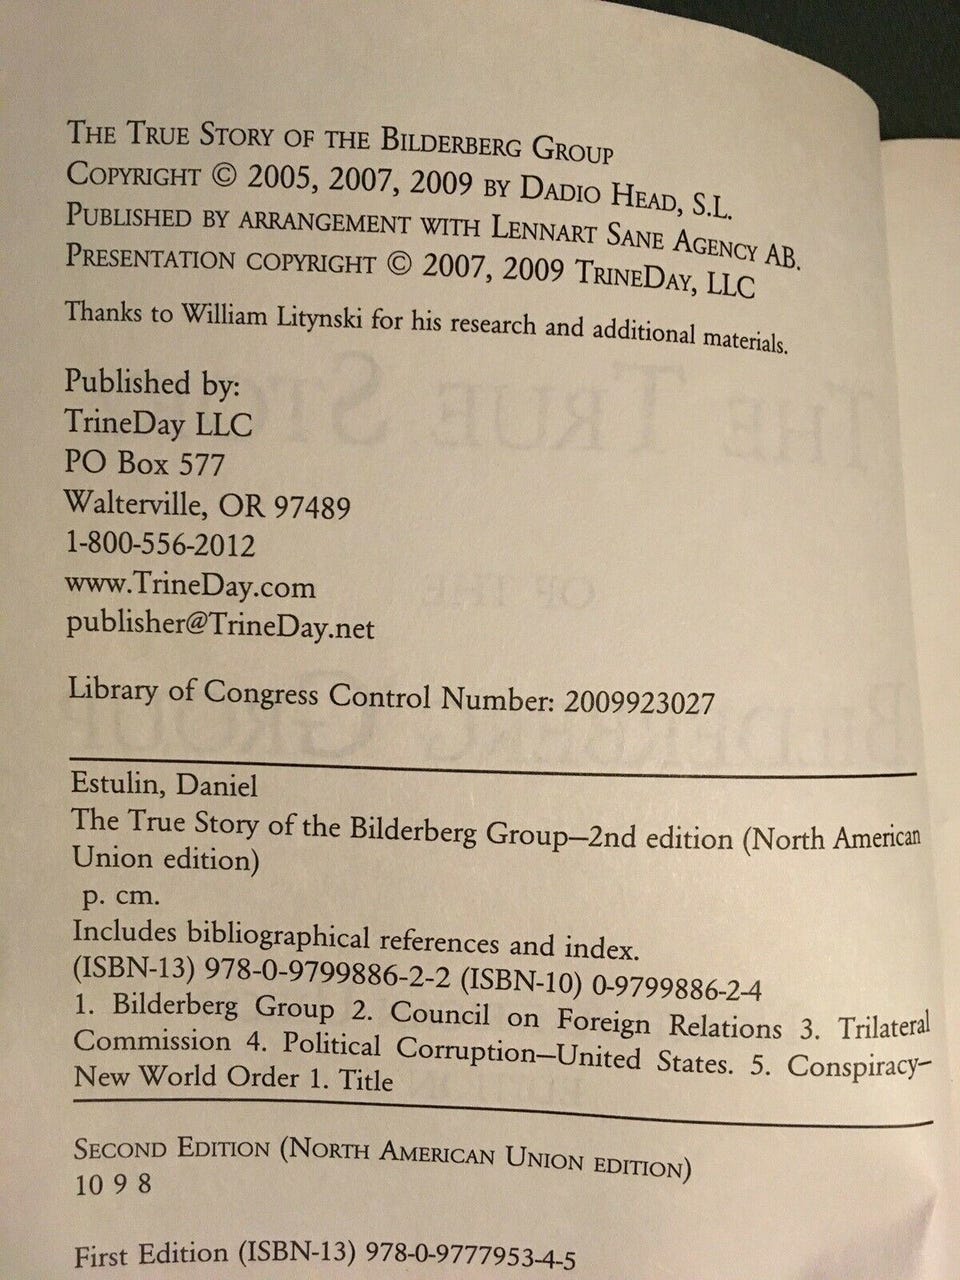 THE TRUE STORY OF THE BILDERBERG GROUP
COPYRIGHT © 2005, 2007, 2009 BY DADIO HEAD, S.L.
PUBLISHED BY ARRANGEMENT WITH LENNART SANE AGENCY AB.
PRESENTATION COPYRIGHT © 2007, 2009 TRINEDAY, LLC
Thanks to William Litynski for his research and additional materials.
Published by:
TrineDay LLC
PO Box 577
Walterville, OR 97489
1-800-556-2012
www.TrineDay.com
publisher@TrineDay.net
Library of Congress Control Number: 2009923027
Estulin, Daniel
The True Story of the Bilderberg Group—2nd edition (North American
Union edition)
p. cm.
Includes bibliographical references and index.
(ISBN-13) 978-0-9799886-2-2 (ISBN-10) 0-9799886-2-4
1. Bilderberg Group 2. Council on Foreign Relations 3. Trilateral
Commission 4. Political Corruption—United States. 5. Conspiracy—
New World Order 1. Title
SECOND EDITION (NORTH AMERICAN UNION EDITION)
10 9 8
First Edition (ISBN-13) 978-0-9777953-4-5